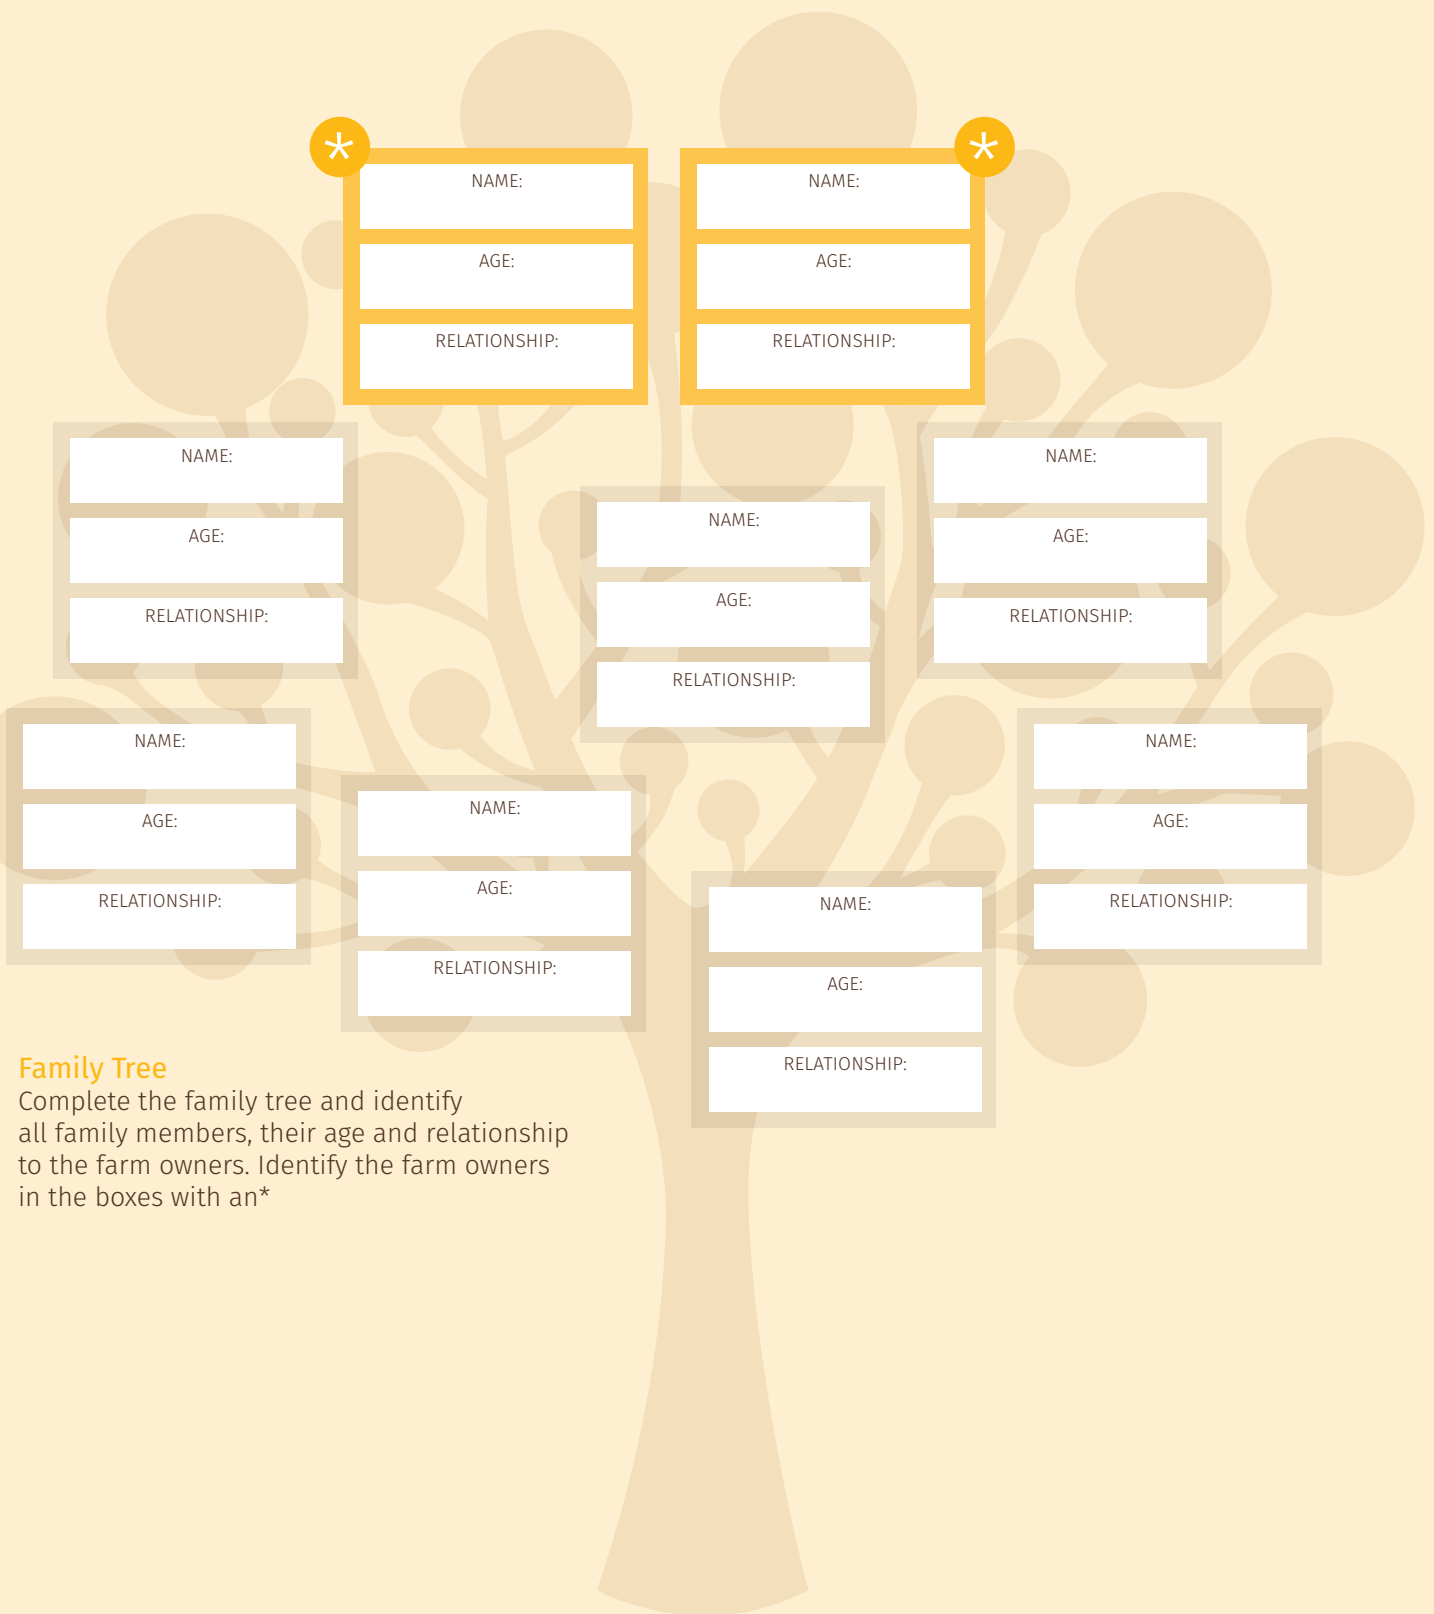 *
*
NAME:
AGE:
RELATIONSHIP:
NAME:
AGE:
RELATIONSHIP:
NAME:
AGE:
RELATIONSHIP:
NAME:
AGE:
RELATIONSHIP:
NAME:
AGE:
RELATIONSHIP:
NAME:
AGE:
RELATIONSHIP:
NAME:
AGE:
RELATIONSHIP:
NAME:
AGE:
RELATIONSHIP:
NAME:
AGE:
RELATIONSHIP:
Family Tree
Complete the family tree and identify
all family members, their age and relationship
to the farm owners. Identify the farm owners
in the boxes with an*